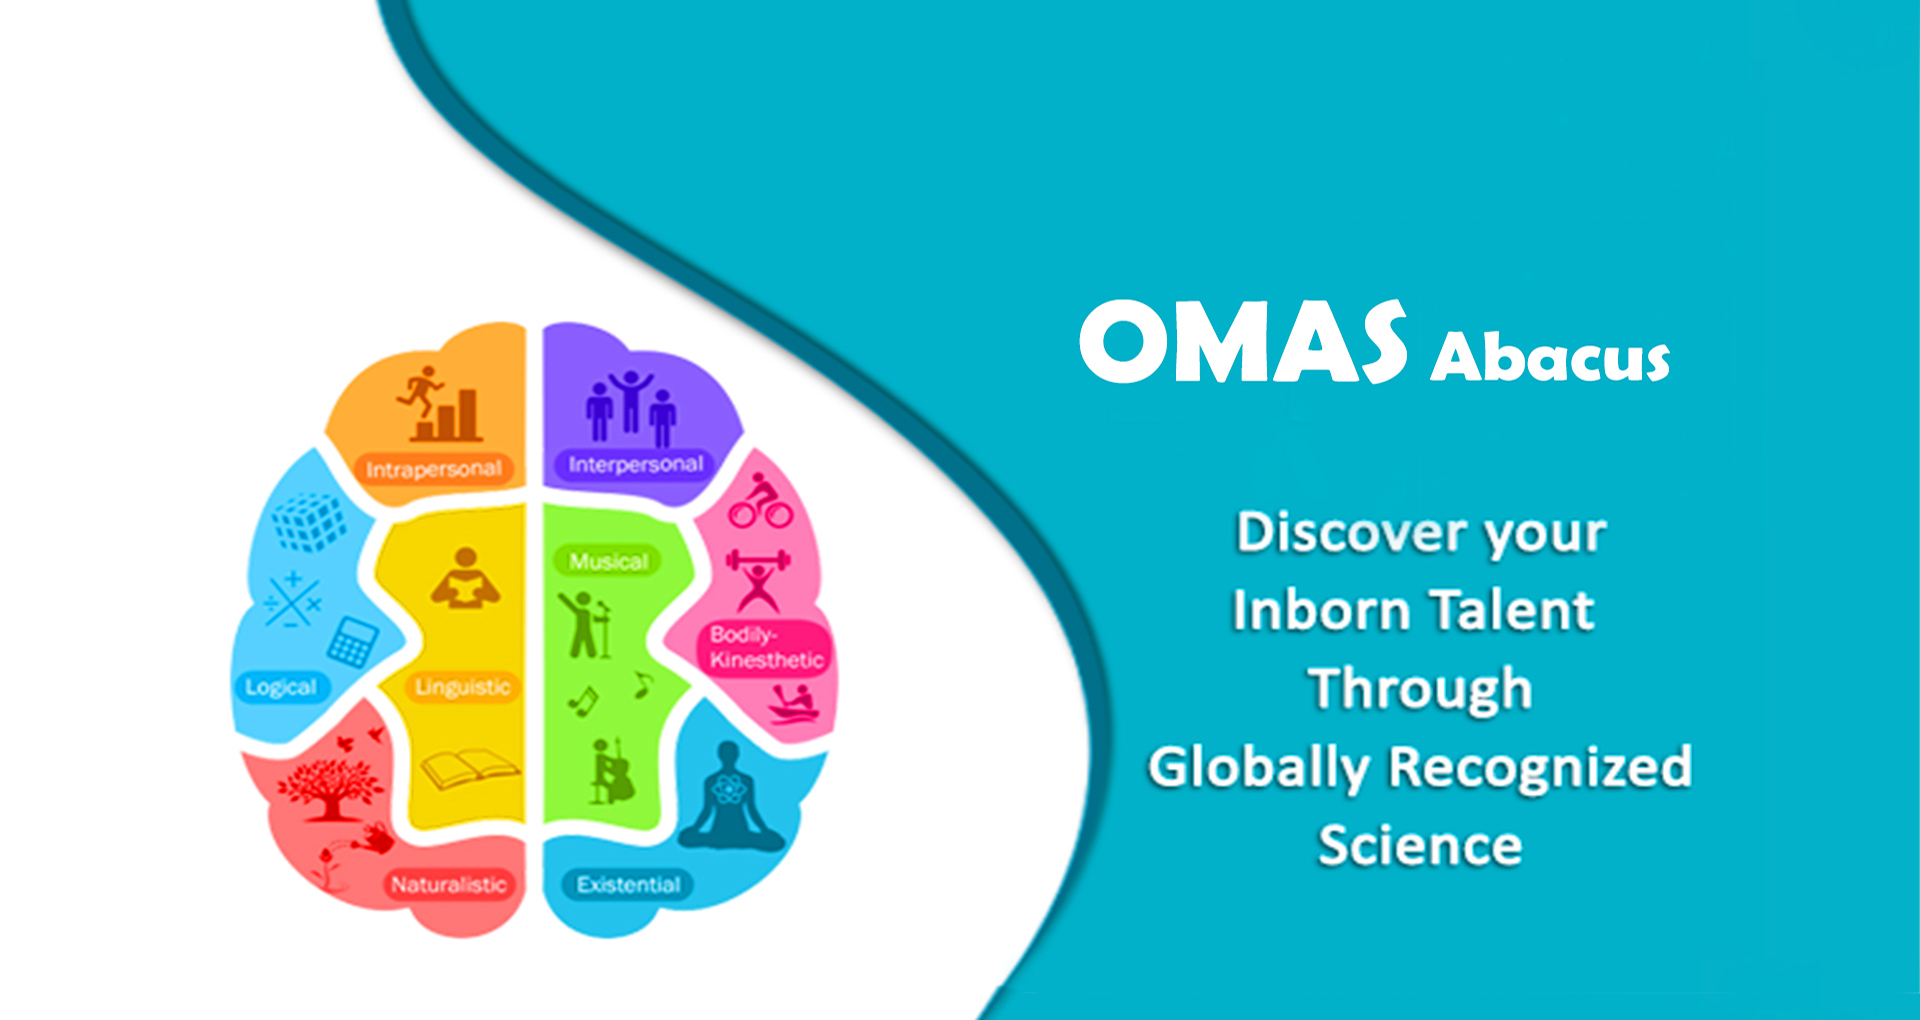 OMAS Abacus
Discover your
Inborn Talent
Through
Globally Recognized
Science
Intrapersonal
Interpersonal
Musical
Bodily-
Kinesthetic
Logical
Linguistic
Naturalistic
Existential